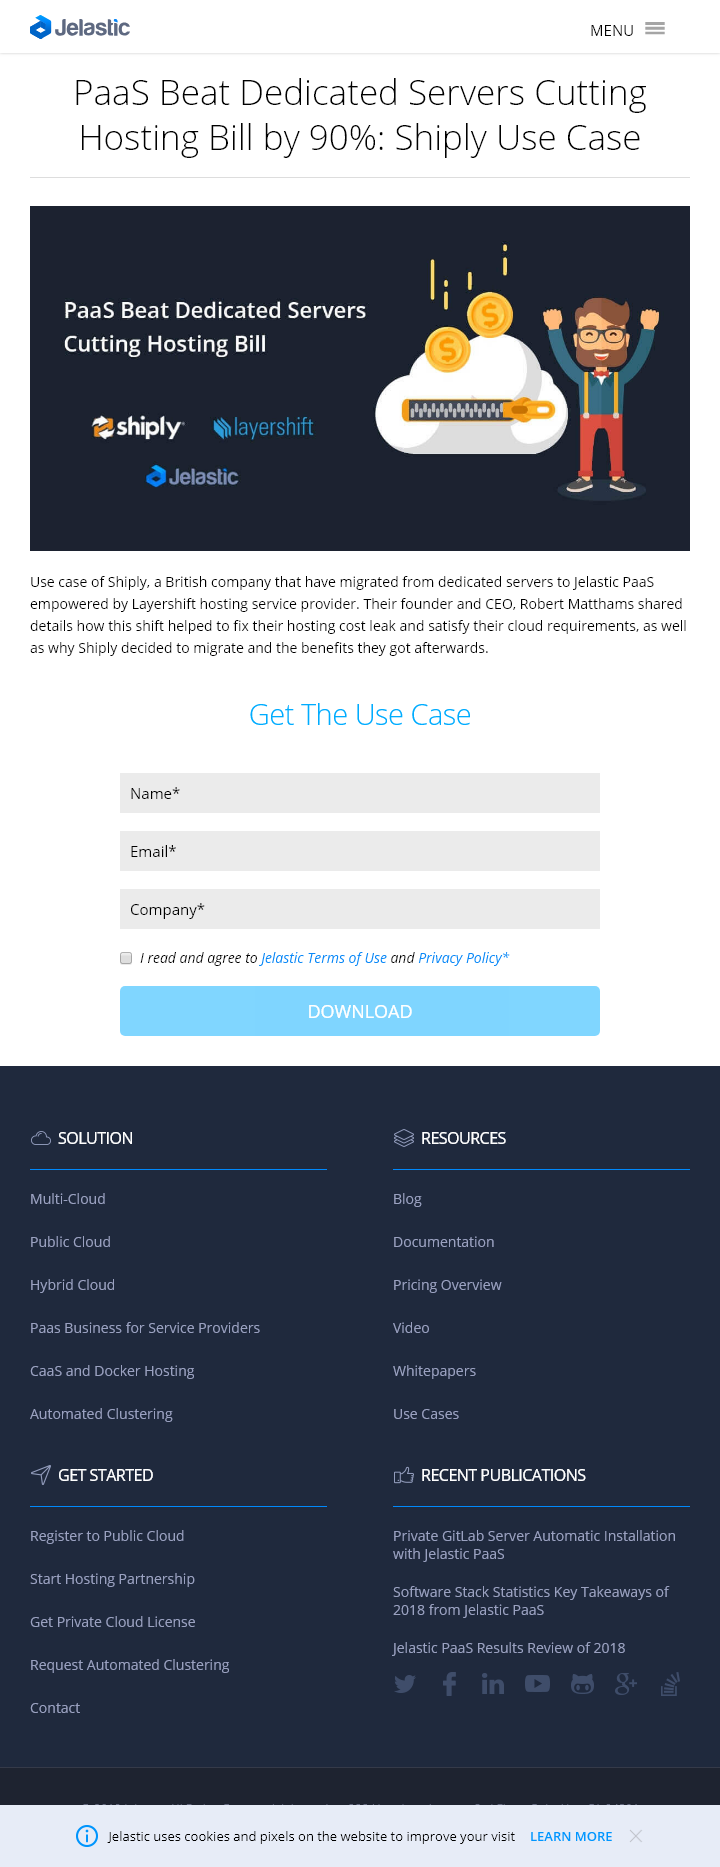 Jelastic
MENU
PaaS Beat Dedicated Servers Cutting
Hosting Bill by 90%: Shiply Use Case
PaaS Beat Dedicated Servers
Cutting Hosting Bill
shiply
layershift
Jelastic
Use case of Shiply, a British company that have migrated from dedicated servers to Jelastic PaaS
empowered by Layershift hosting service provider. Their founder and CEO, Robert Matthams shared
details how this shift helped to fix their hosting cost leak and satisfy their cloud requirements, as well
as why Shiply decided to migrate and the benefits they got afterwards.
Get The Use Case
Name*
Email*
Company*
I read and agree to Jelastic Terms of Use and Privacy Policy*
DOWNLOAD
SOLUTION
Multi-Cloud
Public Cloud
Hybrid Cloud
Paas Business for Service Providers
CaaS and Docker Hosting
Automated Clustering
RESOURCES
Blog
Documentation
Pricing Overview
Video
Whitepapers
Use Cases
GET STARTED
Register to Public Cloud
Start Hosting Partnership
Get Private Cloud License
Request Automated Clustering
Contact
RECENT PUBLICATIONS
Private GitLab Server Automatic Installation
with Jelastic PaaS
Software Stack Statistics Key Takeaways of
2018 from Jelastic PaaS
Jelastic PaaS Results Review of 2018
Jelastic uses cookies and pixels on the website to improve your visit LEARN MORE